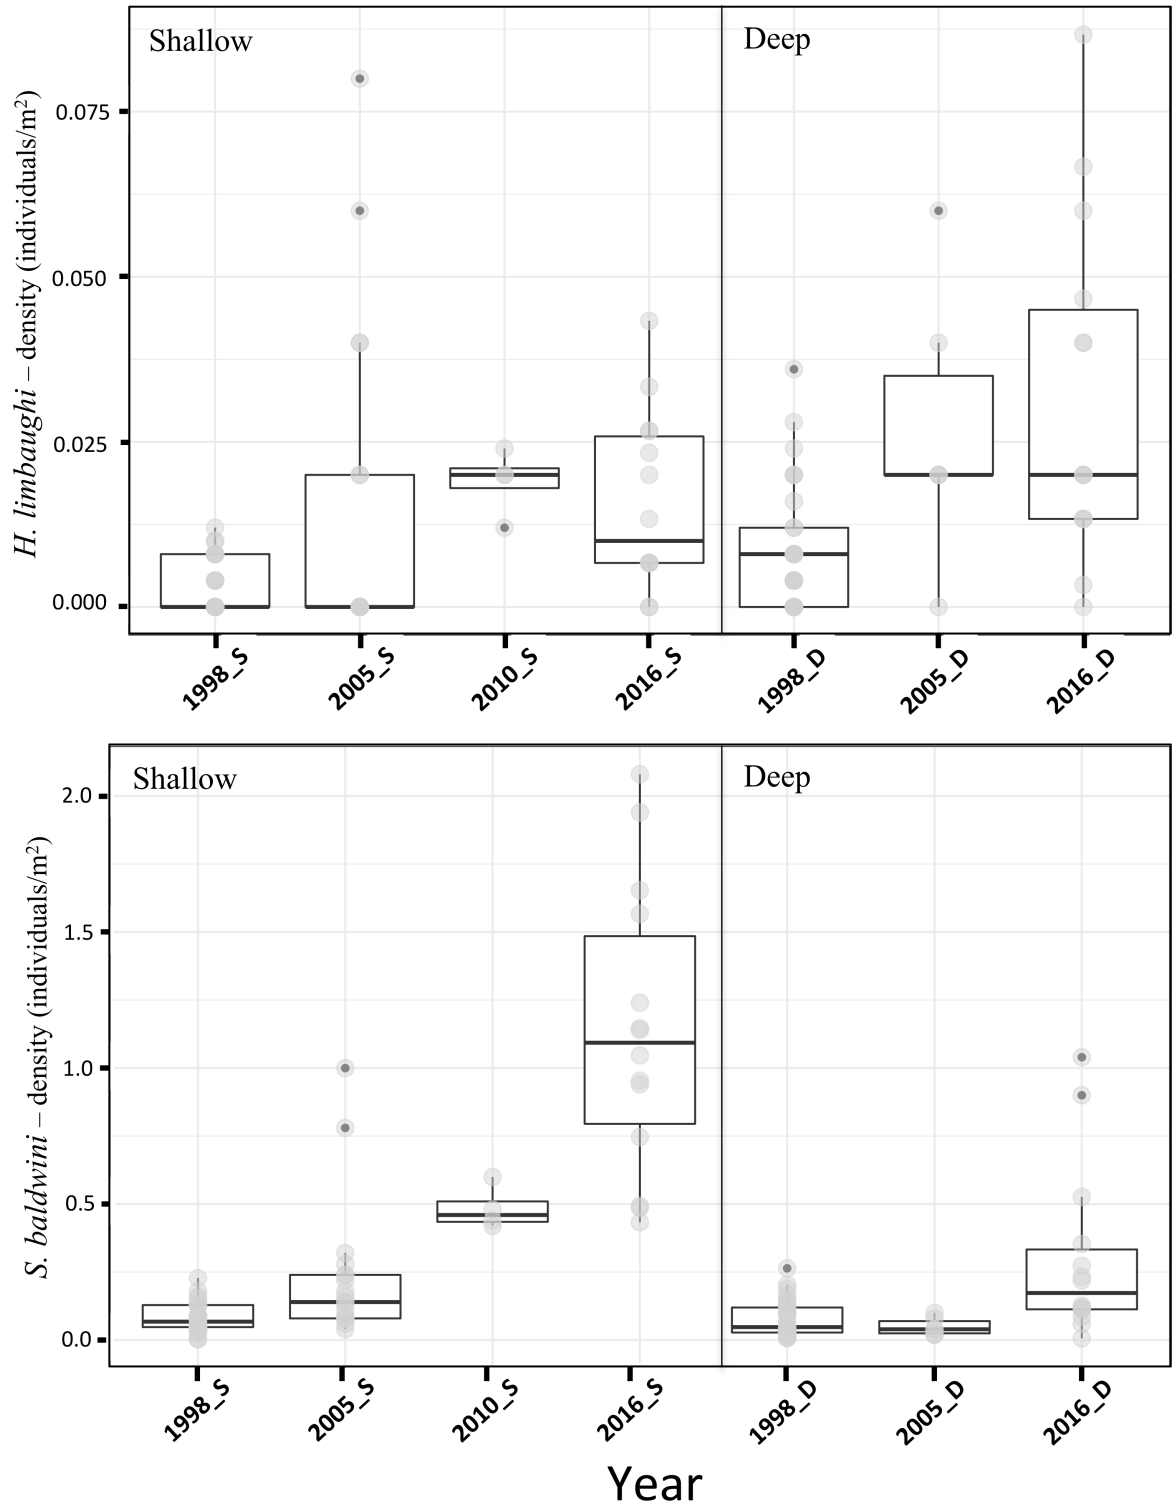 Shallow
Deep
H. limbaughi – density (individuals/m²)
0.075
0.050
0.025
0.000
1998_S
2005_S
2010_S
2016_S
1998_D
2005_D
2016_D
Shallow
Deep
S. baldwini – density (individuals/m²)
2.0
1.5
1.0
0.5
0.0
1998_S
2005_S
2010_S
2016_S
1998_D
2005_D
2016_D
Year